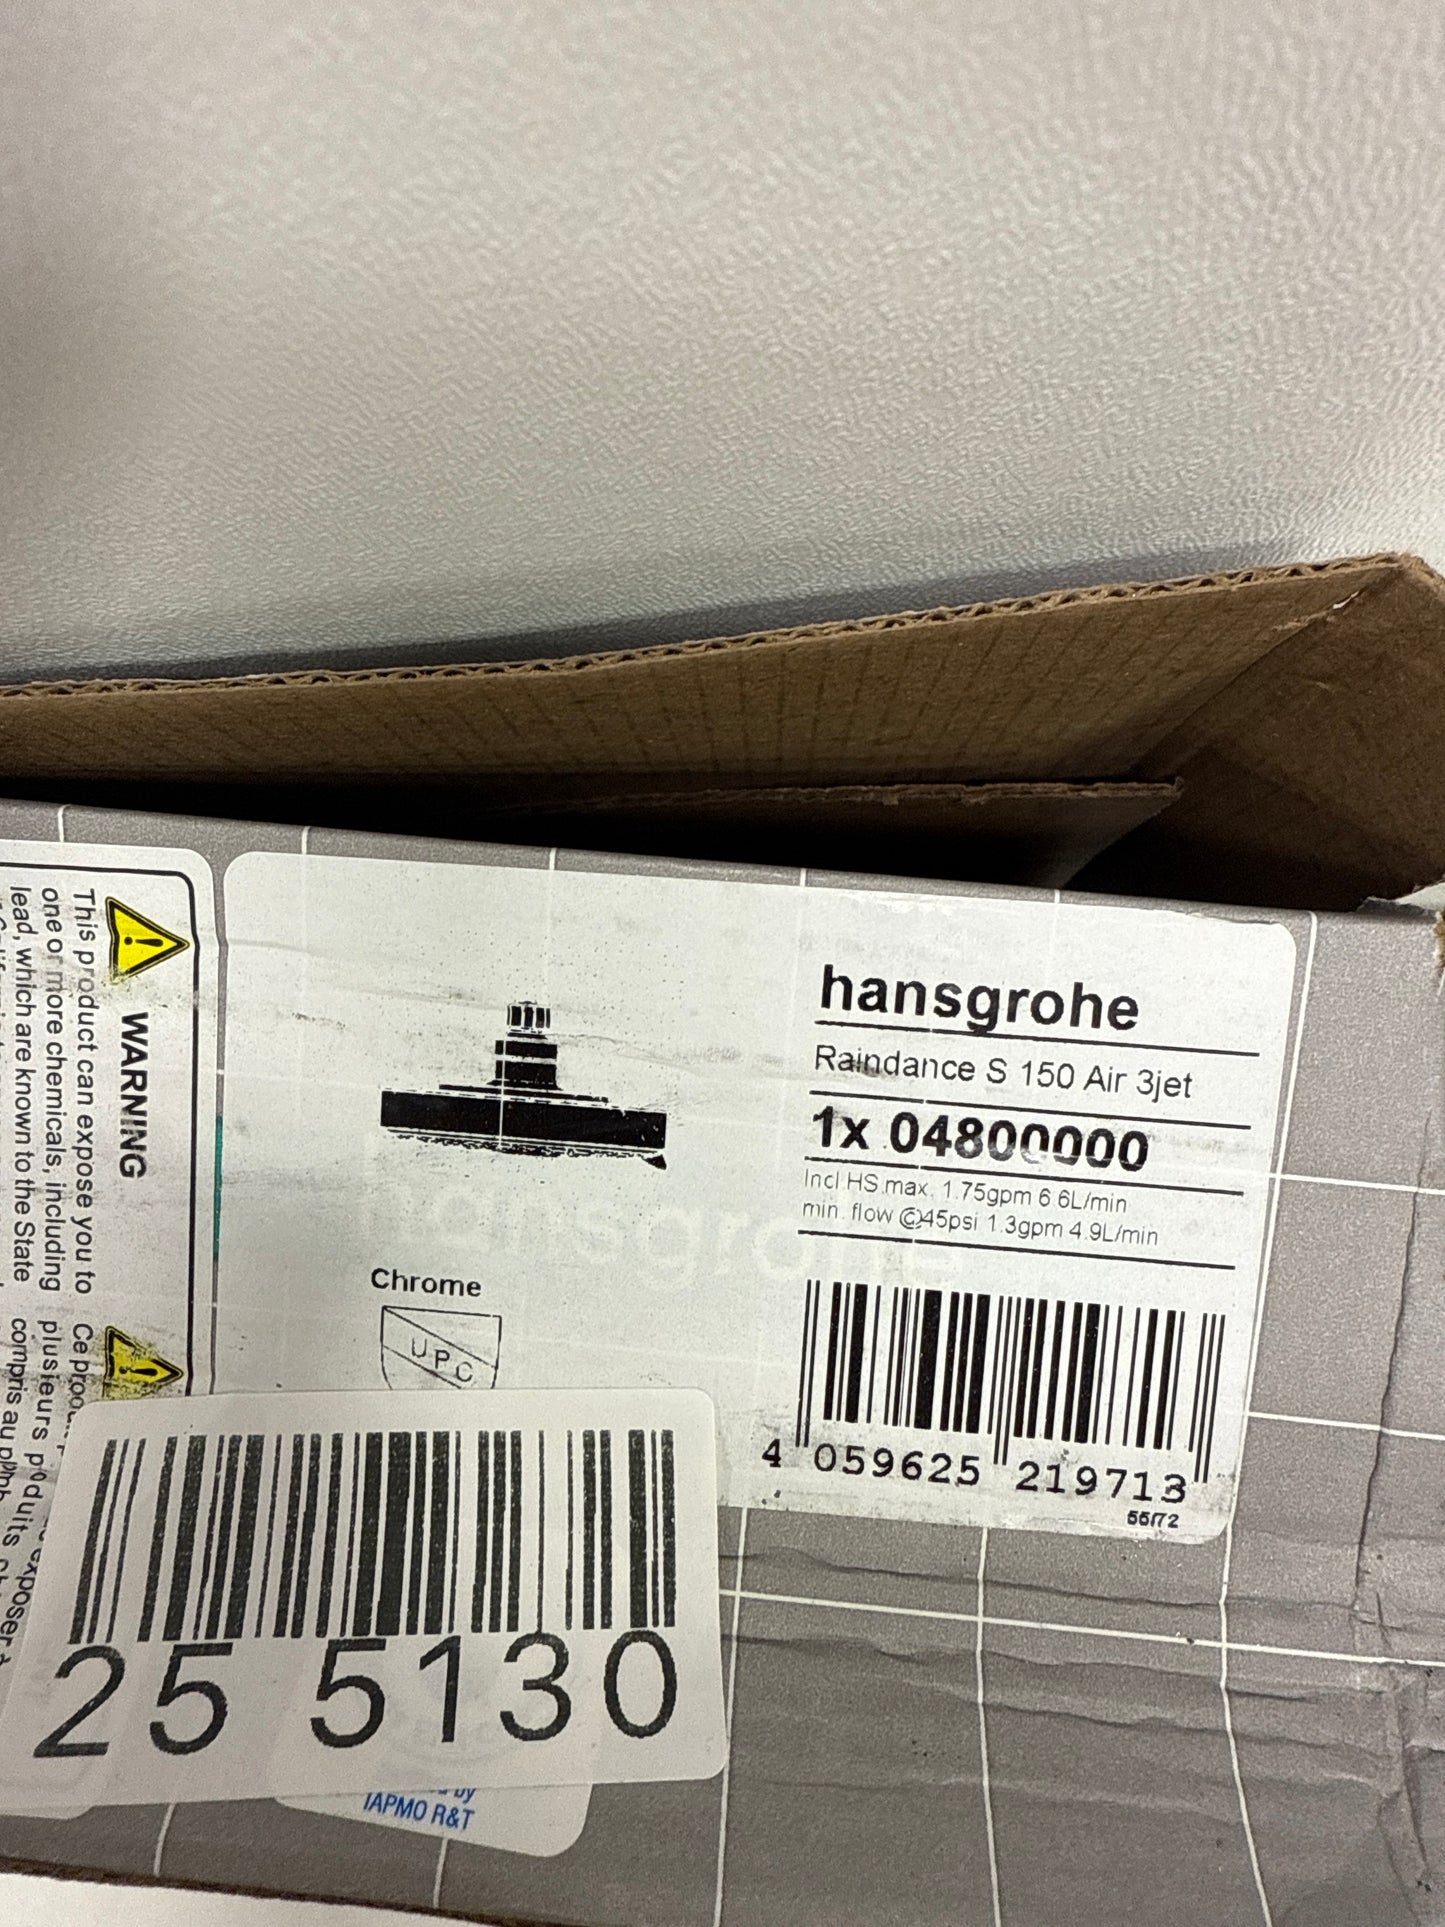 hansgrohe
Raindance S 150 Air 3jet
1x 04800000
Incl HS max. 1.75gpm 6.6L/min
min. flow @45psi 1.3gpm 4.9L/min
Chrome
UPC
4 059625 219713
55/72
25 5130
by
IAPMO R&T
WARNING
This product can expose you to
one or more chemicals, including
lead, which are known to the State
Ce
plusieurs produits
compris au
exposer à
hansgrohe